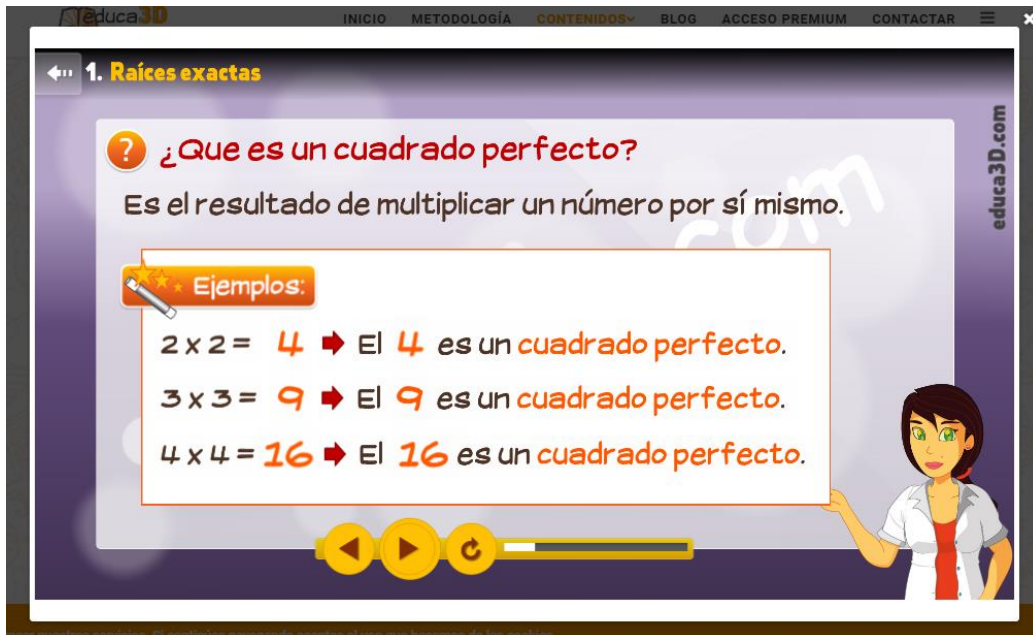 educa3D
INICIO METODOLOGÍA CONTENIDOS BLOG ACCESO PREMIUM CONTACTAR
1. Raíces exactas
educa3D.com
? ¿Que es un cuadrado perfecto?
Es el resultado de multiplicar un número por sí mismo.
.com
Ejemplos:
2 x 2 = 4 ➡ El 4 es un cuadrado perfecto.
3 x 3 = 9 ➡ El 9 es un cuadrado perfecto.
4 x 4 = 16 ➡ El 16 es un cuadrado perfecto.